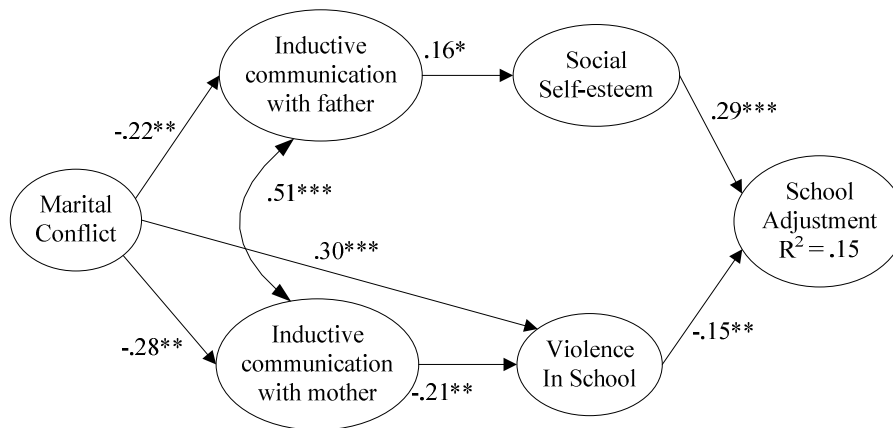 Inductive
communication
with father
.16*
Social
Self-esteem
-.22**
.29***
.51***
Marital
Conflict
School
Adjustment
R² = .15
.30***
-.28**
Inductive
communication
with mother
-.21**
Violence
In School
-.15**